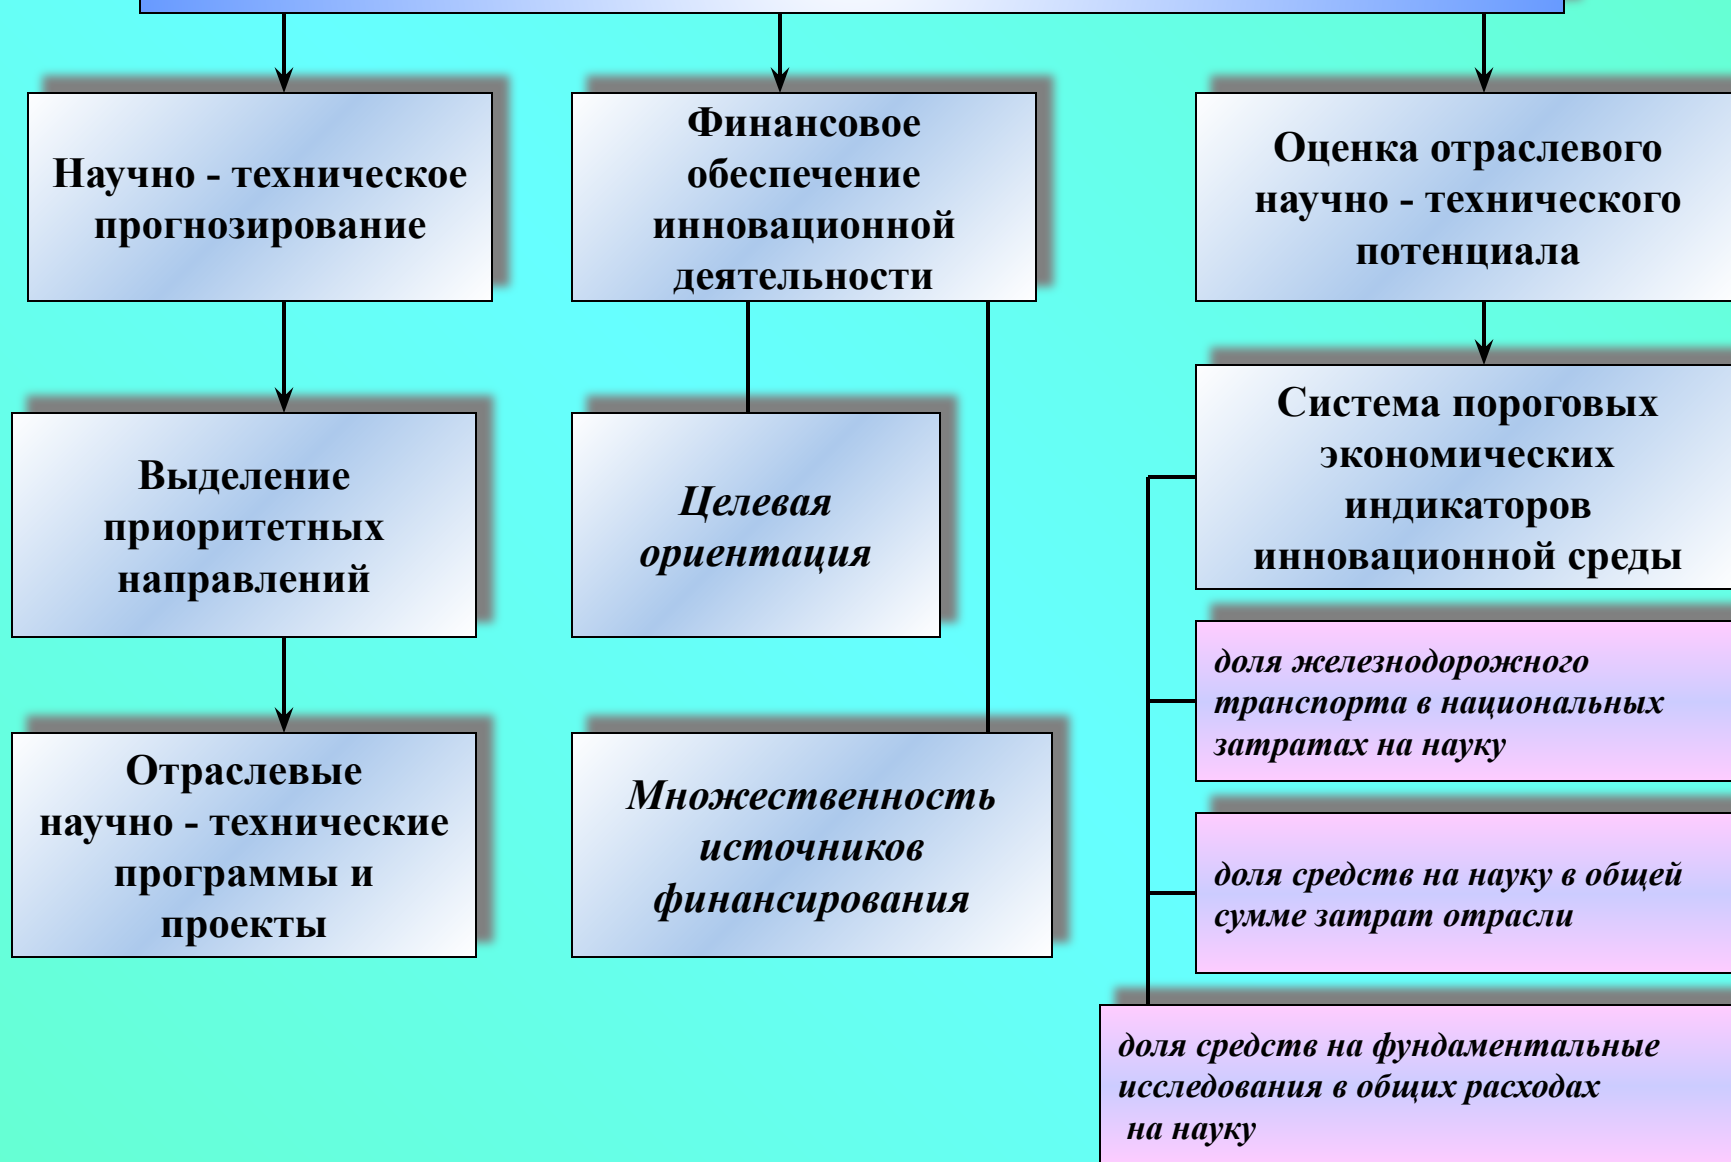 Научно - техническое
прогнозирование
Выделение
приоритетных
направлений
Отраслевые
научно - технические
программы и
проекты
Финансовое
обеспечение
инновационной
деятельности
Целевая
ориентация
Множественность
источников
финансирования
Оценка отраслевого
научно - технического
потенциала
Система пороговых
экономических
индикаторов
инновационной среды
доля железнодорожного
транспорта в национальных
затратах на науку
доля средств на науку в общей
сумме затрат отрасли
доля средств на фундаментальные
исследования в общих расходах
на науку